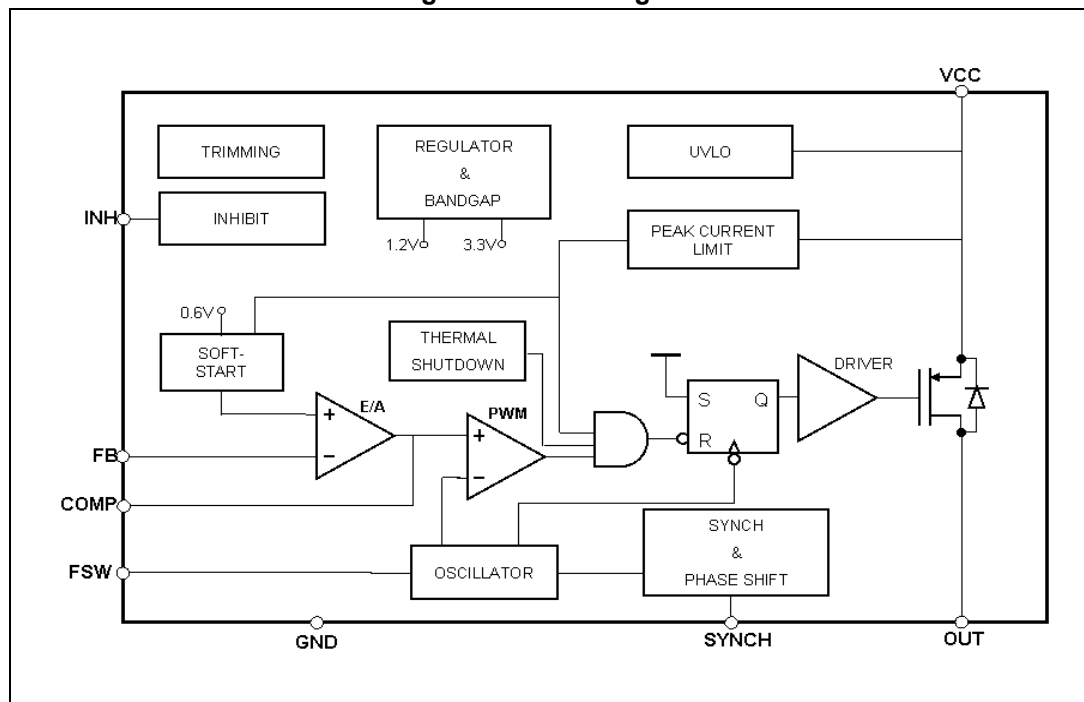 VCC
TRIMMING
REGULATOR
&
BANDGAP
UVLO
INH
INHIBIT
1.2V
3.3V
PEAK CURRENT
LIMIT
0.6V
SOFT-
START
THERMAL
SHUTDOWN
DRIVER
E/A
PWM
S
Q
R
+
−
+
−
FB
COMP
FSW
OSCILLATOR
SYNCH
&
PHASE SHIFT
GND
SYNCH
OUT